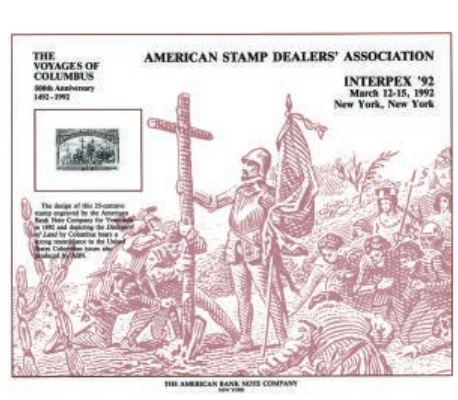 THE
VOYAGES OF
COLUMBUS
500th Anniversary
1492-1992
AMERICAN STAMP DEALERS' ASSOCIATION
INTERPEX '92
March 12-15, 1992
New York, New York
The design of this 25-centavo
stamp engraved by the American
Bank Note Company for Venezuela
in 1892 and depicting the Discovery
of Land by Columbus bears a
strong resemblance to the United
States Columbian issues also
produced by ABN.
THE AMERICAN BANK NOTE COMPANY
NEW YORK